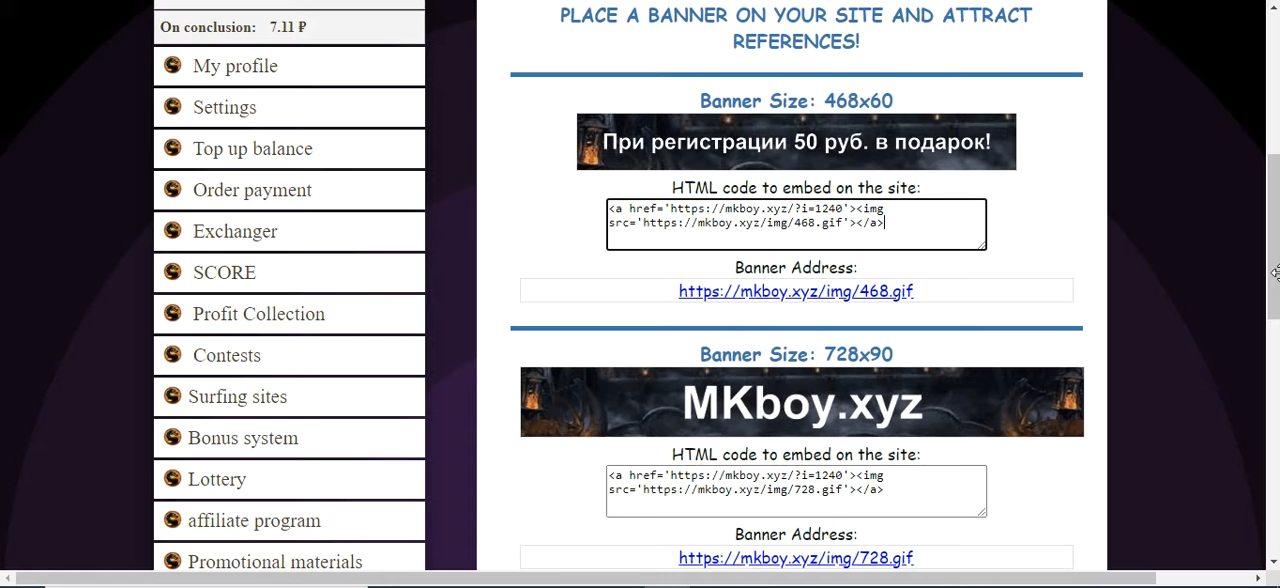 On conclusion: 7.11 ₽
My profile
Settings
Top up balance
Order payment
Exchanger
SCORE
Profit Collection
Contests
Surfing sites
Bonus system
Lottery
affiliate program
Promotional materials
PLACE A BANNER ON YOUR SITE AND ATTRACT
REFERENCES!
Banner Size: 468x60
При регистрации 50 руб. в подарок!
HTML code to embed on the site:
<a href='https://mkboy.xyz/?i=1240'><img
src='https://mkboy.xyz/img/468.gif'></a>
Banner Address:
https://mkboy.xyz/img/468.gif
Banner Size: 728x90
MKboy.xyz
HTML code to embed on the site:
<a href='https://mkboy.xyz/?i=1240'><img
src='https://mkboy.xyz/img/728.gif'></a>
Banner Address:
https://mkboy.xyz/img/728.gif